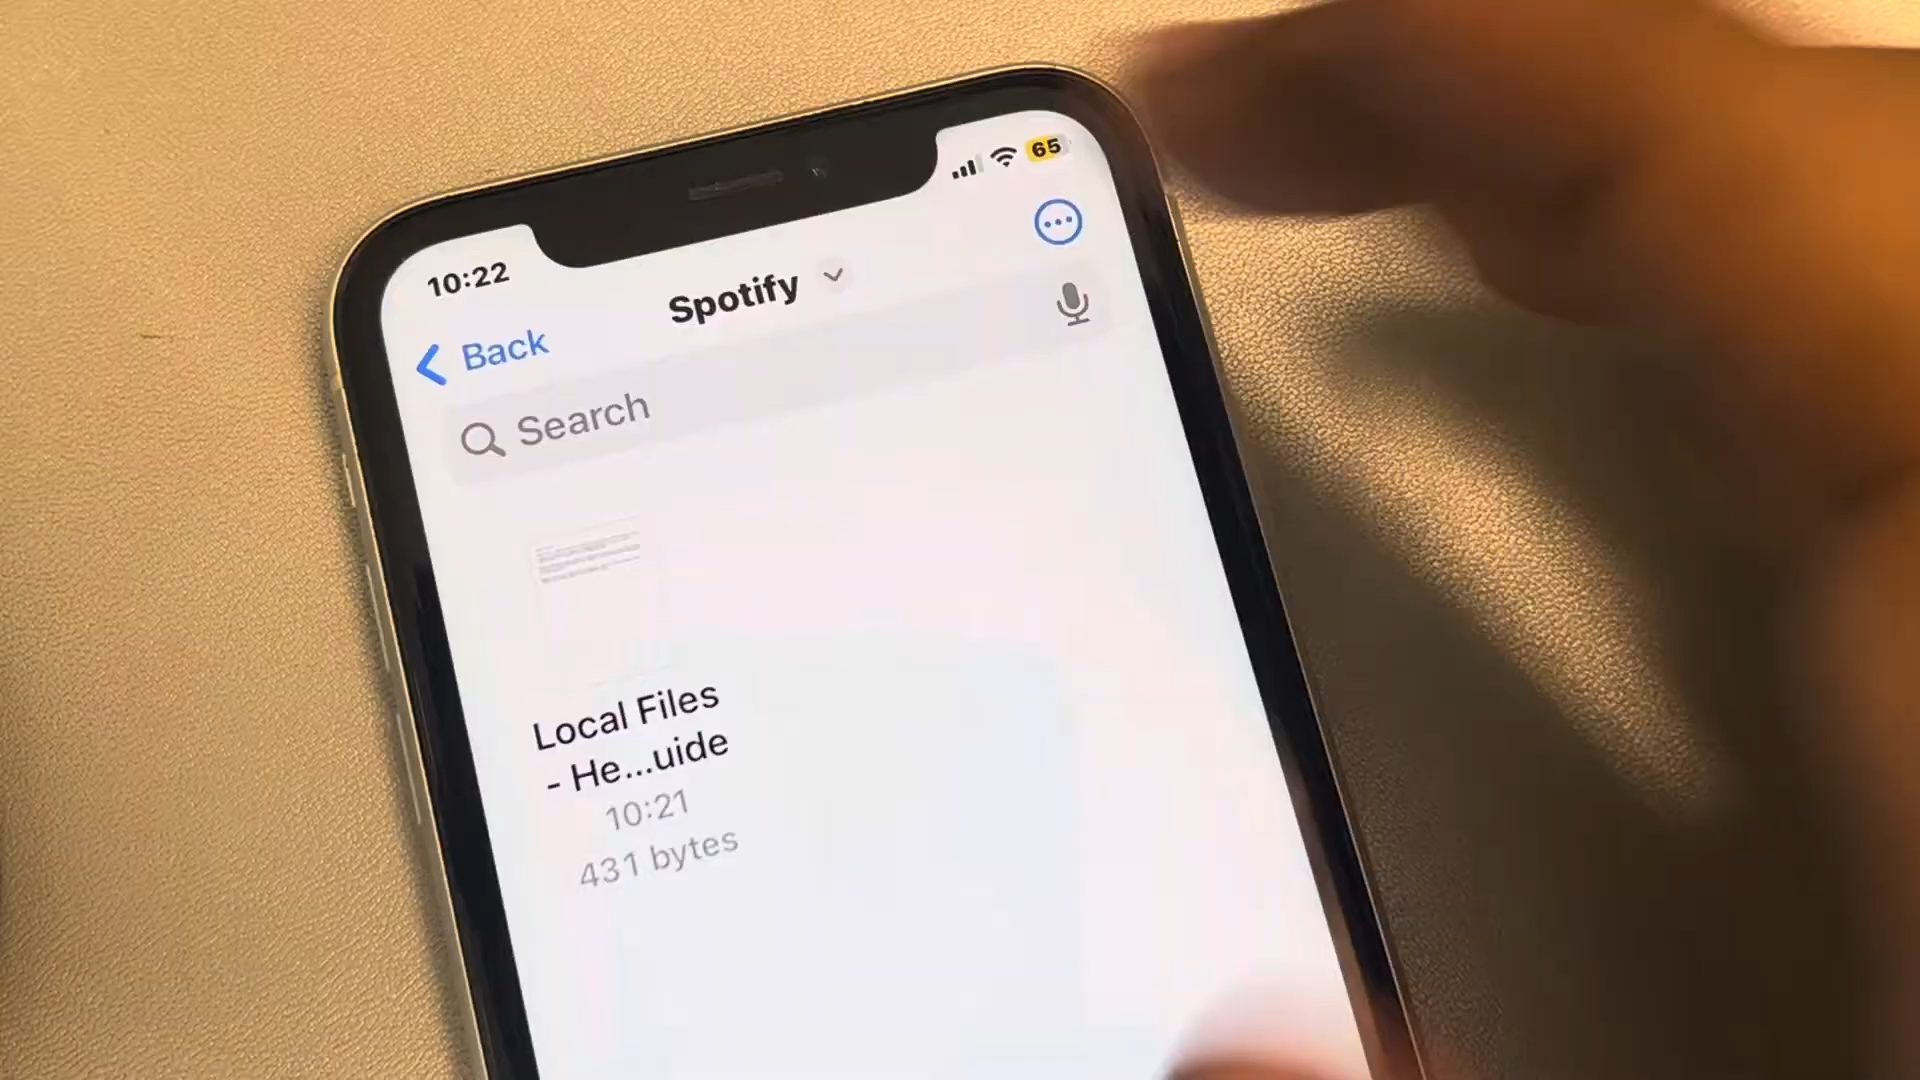 10:22
65
Spotify
Back
Search
Local Files
- He...uide
10:21
431 bytes